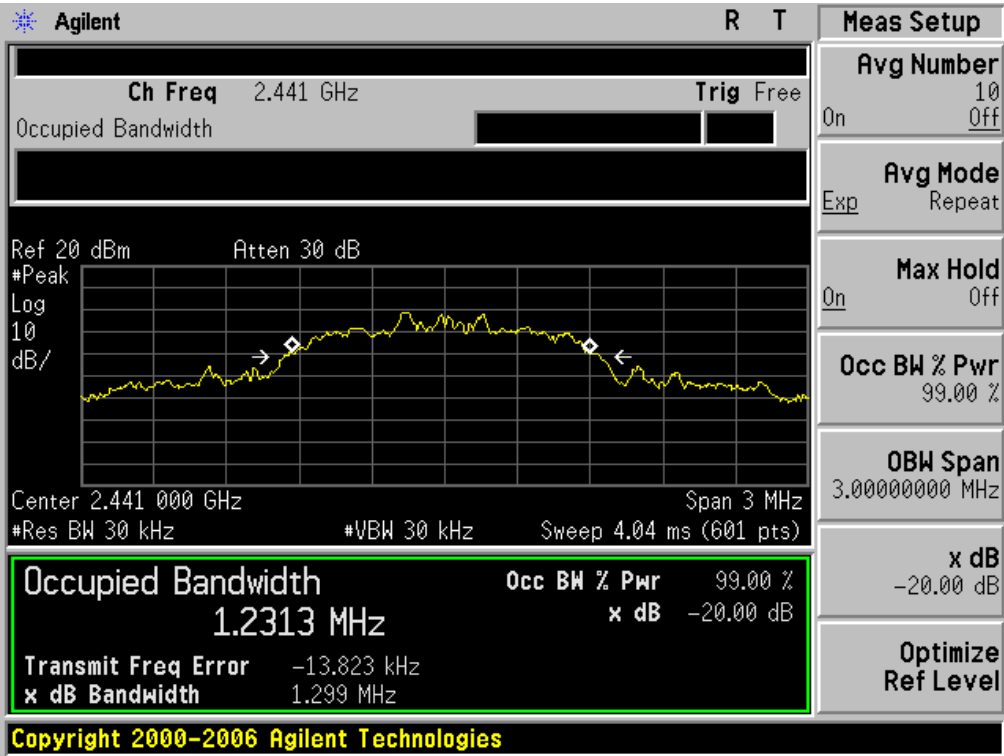 Agilent R T
Meas Setup
Ch Freq 2.441 GHz Trig Free
Occupied Bandwidth
Ref 20 dBm Atten 30 dB
#Peak
Log
10
dB/
Center 2.441 000 GHz Span 3 MHz
#Res BW 30 kHz #VBW 30 kHz Sweep 4.04 ms (601 pts)
Occupied Bandwidth Occ BW % Pwr 99.00 %
1.2313 MHz x dB -20.00 dB
Transmit Freq Error -13.823 kHz
x dB Bandwidth 1.299 MHz
Avg Number
10
On Off
Avg Mode
Exp Repeat
Max Hold
On Off
Occ BW % Pwr
99.00 %
OBW Span
3.00000000 MHz
x dB
-20.00 dB
Optimize
Ref Level
Copyright 2000-2006 Agilent Technologies